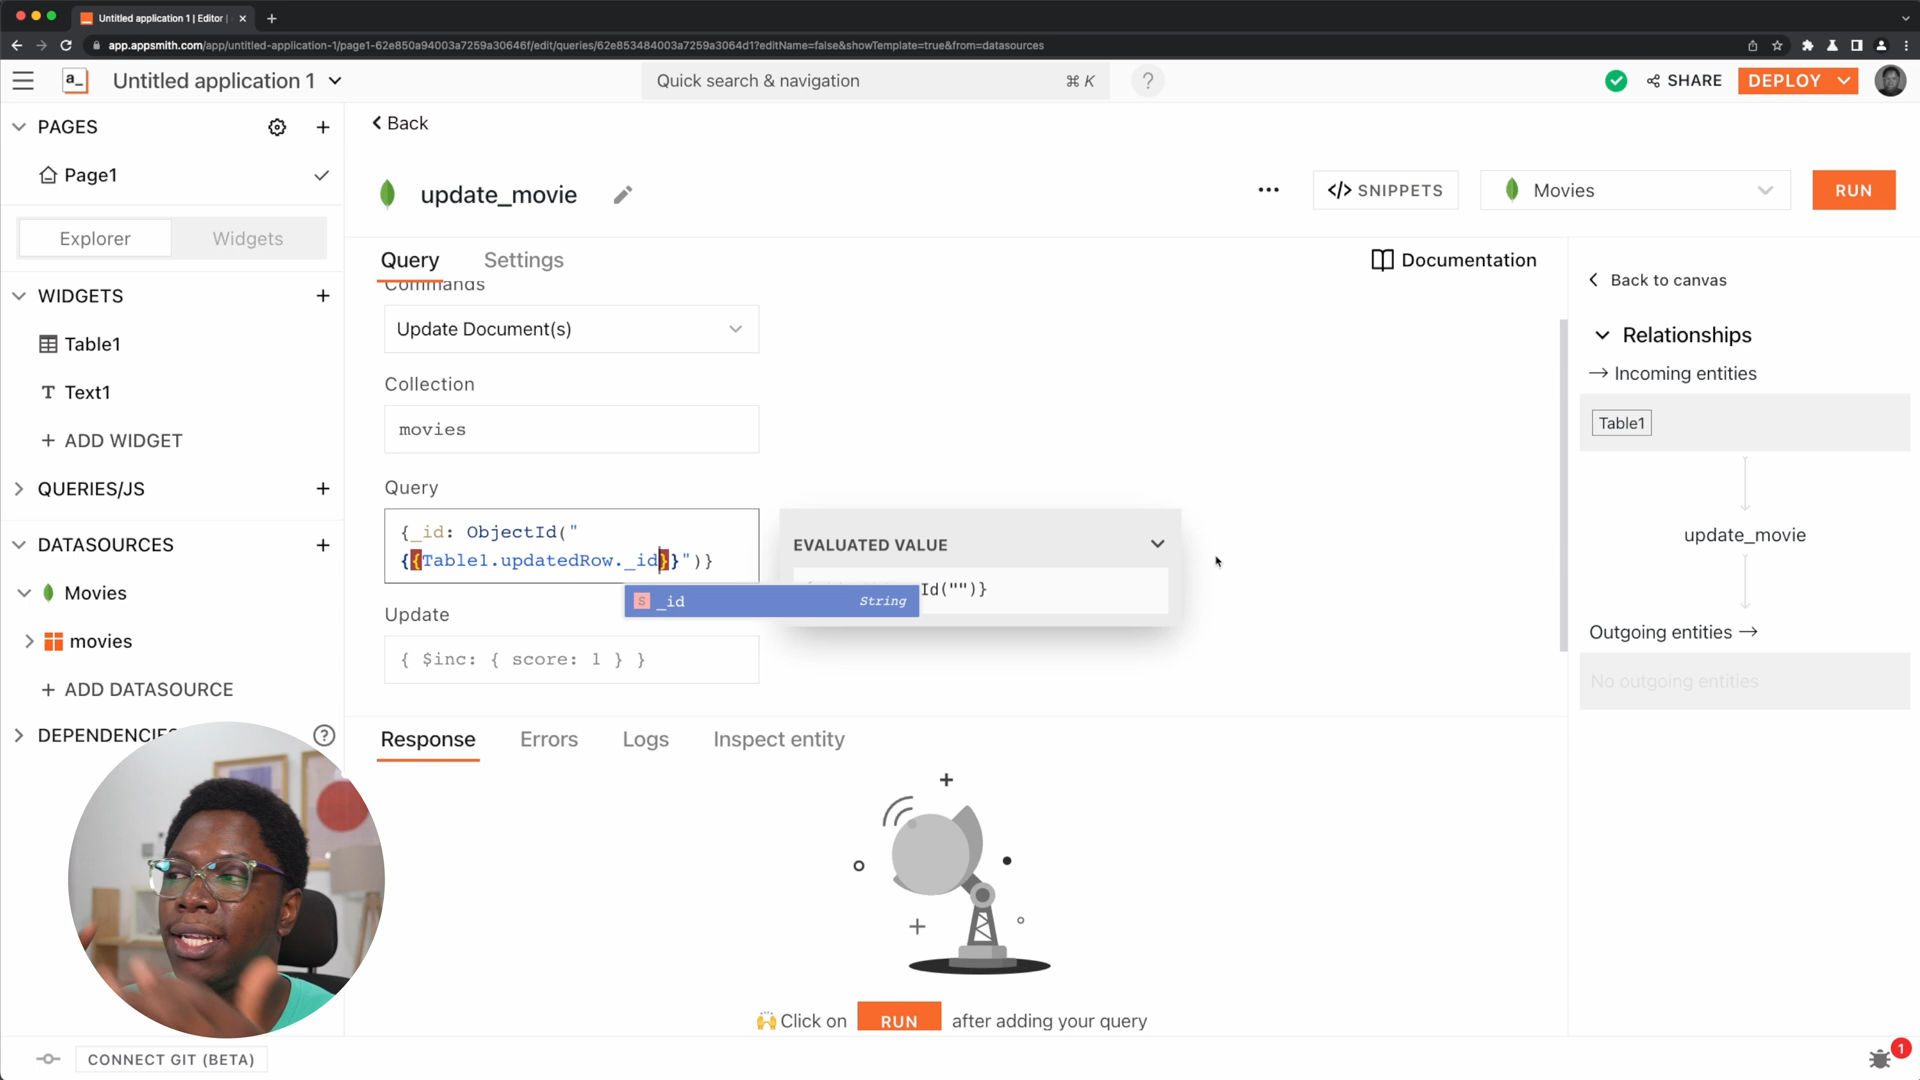 Untitled application 1 | Editor |
app.appsmith.com/app/untitled-application-1/page1-62e850a94003a7259a30646f/edit/queries/62e853484003a7259a3064d1?editName=false&showTemplate=true&from=datasources
a_
Untitled application 1
Quick search & navigation
⌘ K
?
SHARE
DEPLOY
PAGES
Page1
Explorer
Widgets
WIDGETS
Table1
Text1
ADD WIDGET
QUERIES/JS
DATASOURCES
Movies
movies
ADD DATASOURCE
DEPENDENCIES
?
CONNECT GIT (BETA)
Back
update_movie
SNIPPETS
Movies
RUN
Query
Settings
Documentation
Commands
Update Document(s)
Collection
movies
Query
{_id: ObjectId("
{{Table1.updatedRow._id}}")}
S _id String
EVALUATED VALUE
Id("")}
Update
{ $inc: { score: 1 } }
Response
Errors
Logs
Inspect entity
Click on RUN after adding your query
Back to canvas
Relationships
Incoming entities
Table1
update_movie
Outgoing entities
No outgoing entities
1